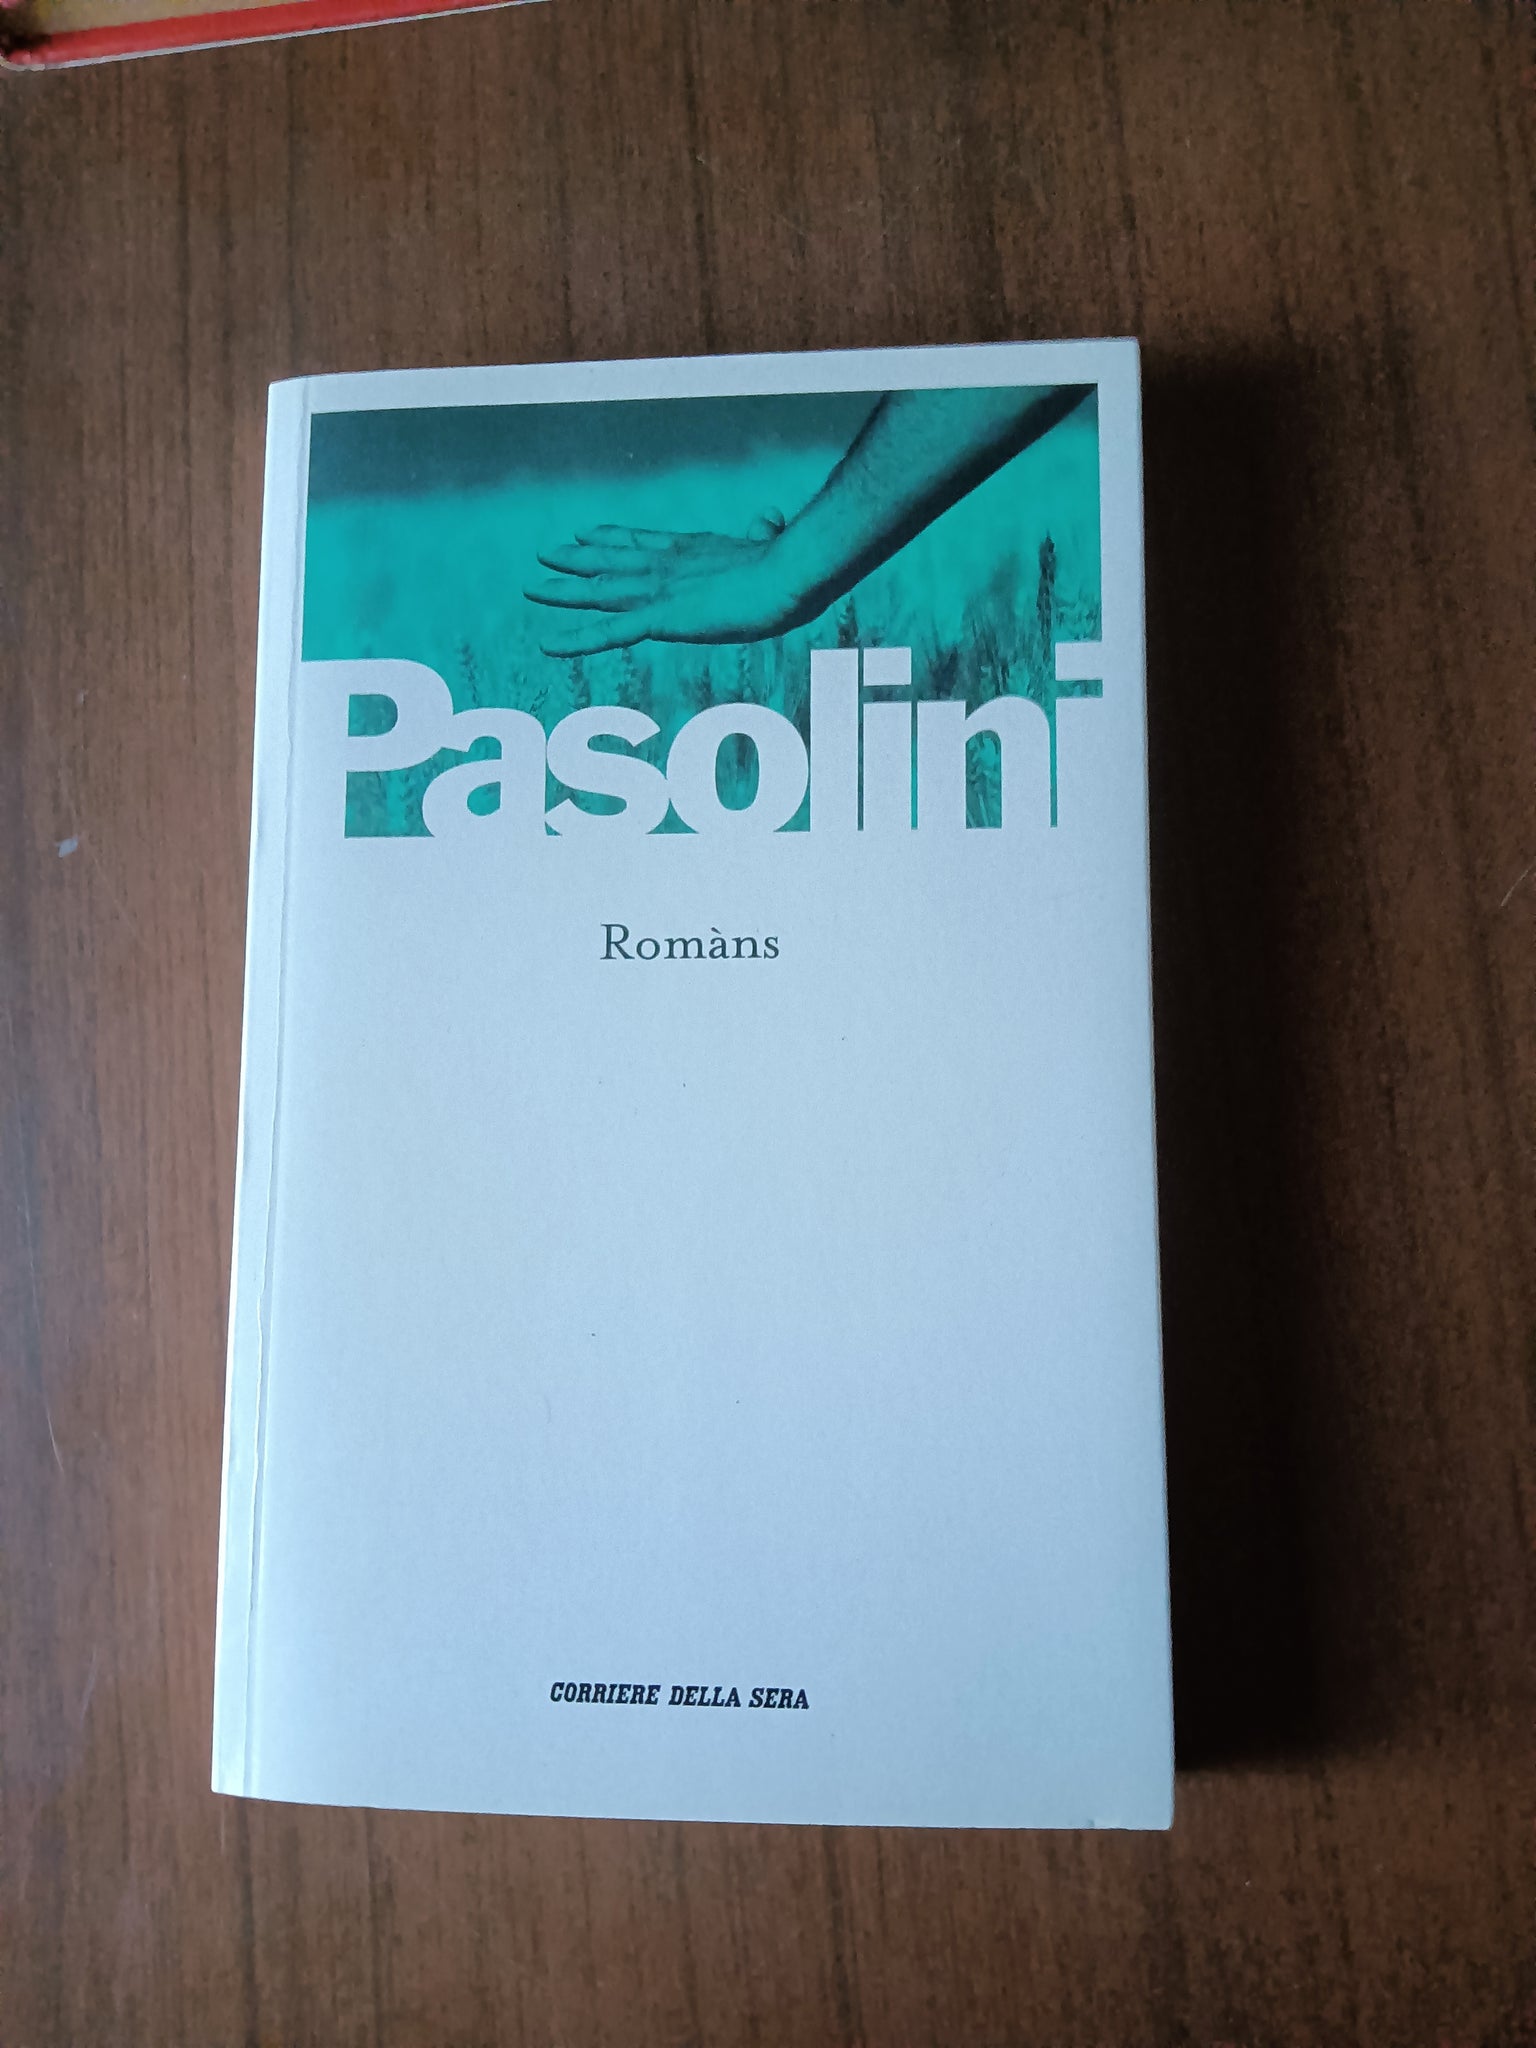 Pasolini
Romàns
CORRIERE DELLA SERA